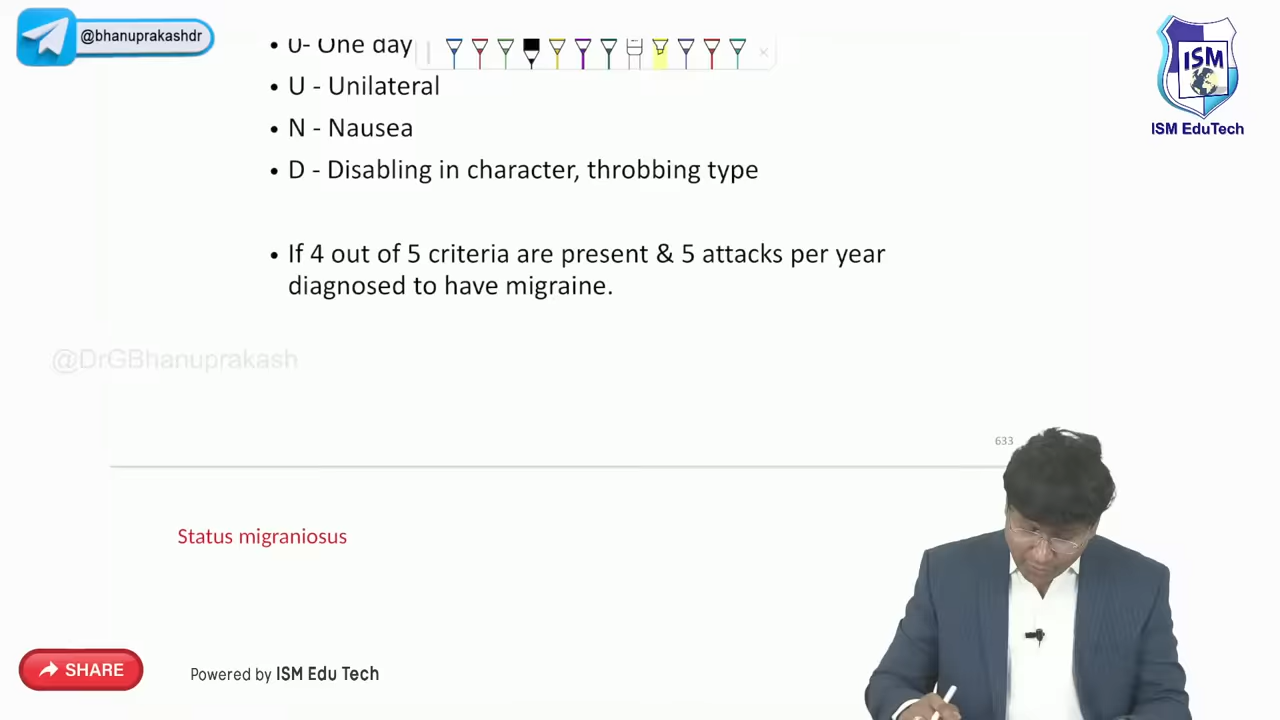 @bhanuprakashdr
0- One day
• U - Unilateral
• N - Nausea
• D - Disabling in character, throbbing type
• If 4 out of 5 criteria are present & 5 attacks per year
diagnosed to have migraine.
ISM
ISM EduTech
@DrGBhanuprakash
633
Status migraniosus
SHARE
Powered by ISM Edu Tech